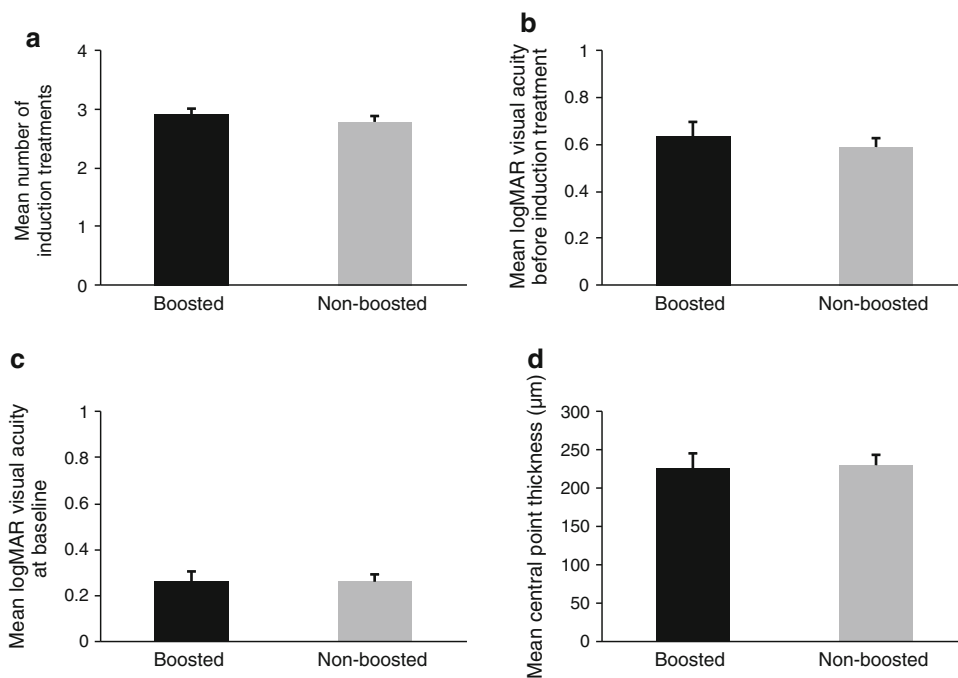 a
Mean number of
induction treatments
4
3
2
1
0
Boosted Non-boosted
b
Mean logMAR visual acuity
before induction treatment
1
0.8
0.6
0.4
0.2
0
Boosted Non-boosted
c
Mean logMAR visual acuity
at baseline
1
0.8
0.6
0.4
0.2
0
Boosted Non-boosted
d
Mean central point thickness (µm)
300
250
200
150
100
50
0
Boosted Non-boosted